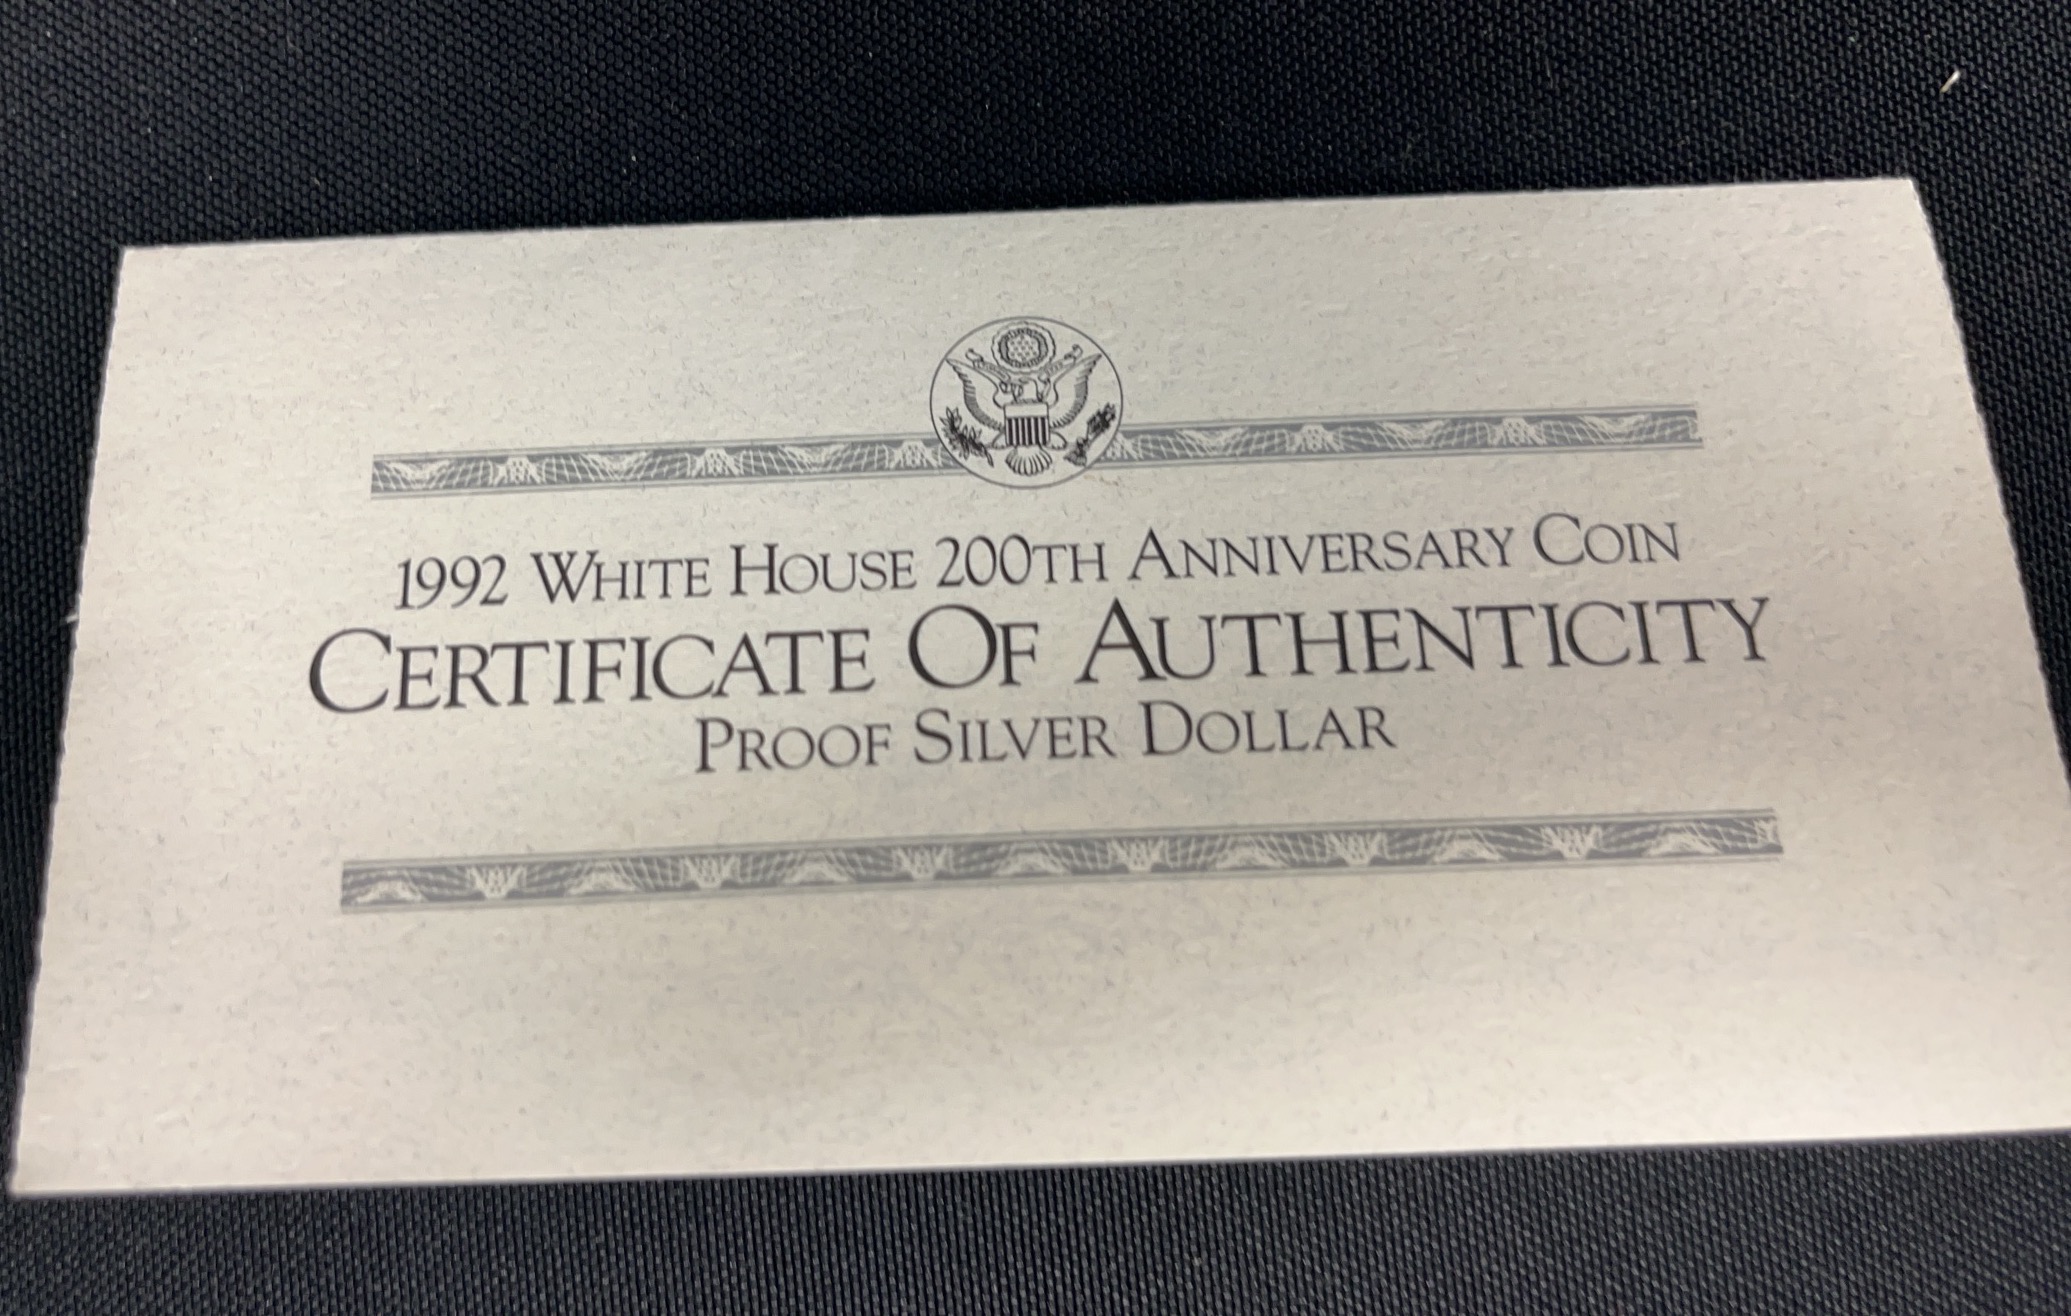 1992 White House 200th Anniversary Coin
Certificate Of Authenticity
Proof Silver Dollar